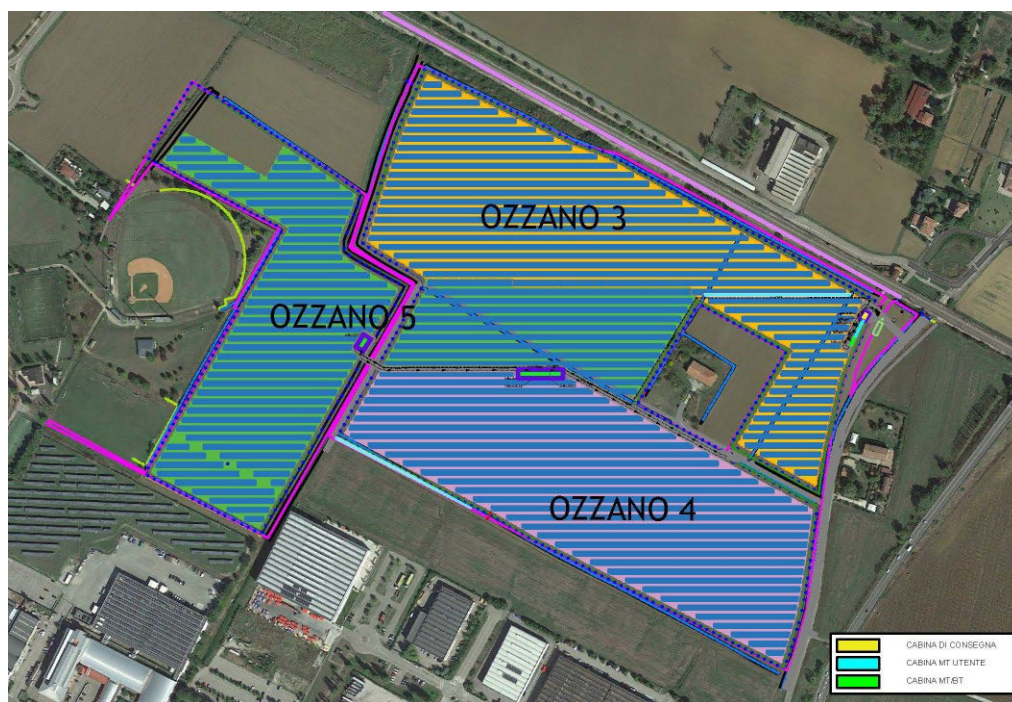 OZZANO 3
OZZANO 5
OZZANO 4
CABINA DI CONSEGNA
CABINA MT UTENTE
CABINA MT/BT